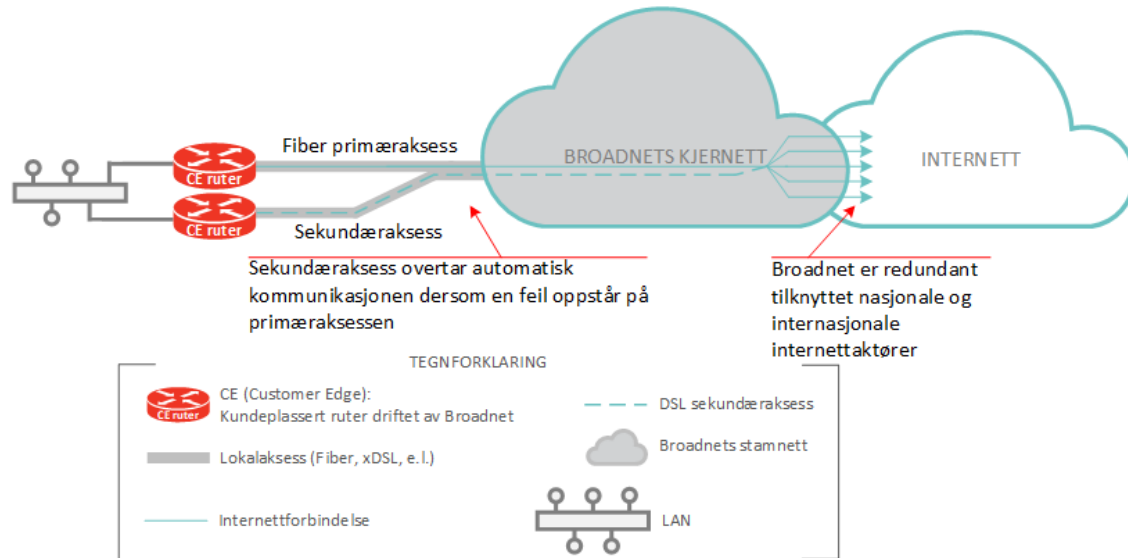 Fiber primæraksess
CE ruter
CE ruter
Sekundæraksess
BROADNETS KJERNETT
INTERNETT
Sekundæraksess overtar automatisk
kommunikasjonen dersom en feil oppstår på
primæraksessen
Broadnet er redundant
tilknyttet nasjonale og
internasjonale
internettaktører
TEGNFORKLARING
CE ruter
CE (Customer Edge):
Kundeplassert ruter driftet av Broadnet
Lokalaksess (Fiber, xDSL, e.l.)
Internettforbindelse
DSL sekundæraksess
Broadnets stamnett
LAN